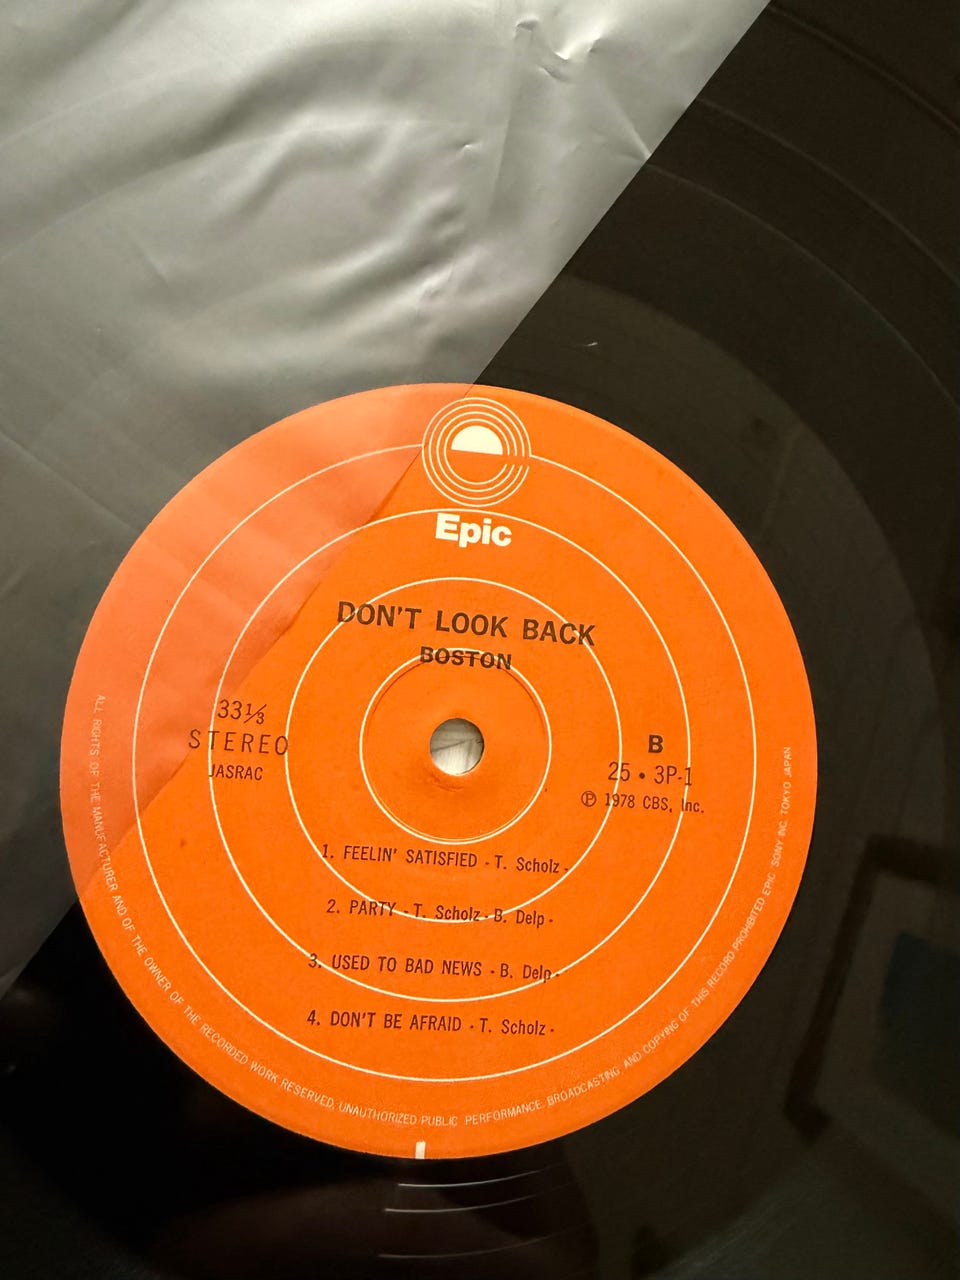 Epic
DON'T LOOK BACK
BOSTON
33⅓
STEREO
JASRAC
B
25・3P-1
Ⓟ 1978 CBS, Inc.
1. FEELIN' SATISFIED - T. Scholz -
2. PARTY - T. Scholz - B. Delp -
3. USED TO BAD NEWS - B. Delp -
4. DON'T BE AFRAID - T. Scholz -
ALL RIGHTS OF THE MANUFACTURER AND OF THE OWNER OF THE RECORDED WORK RESERVED. UNAUTHORIZED PUBLIC PERFORMANCE. BROADCASTING AND COPYING OF THIS RECORD PROHIBITED EPIC SONY INC. TOKYO JAPAN